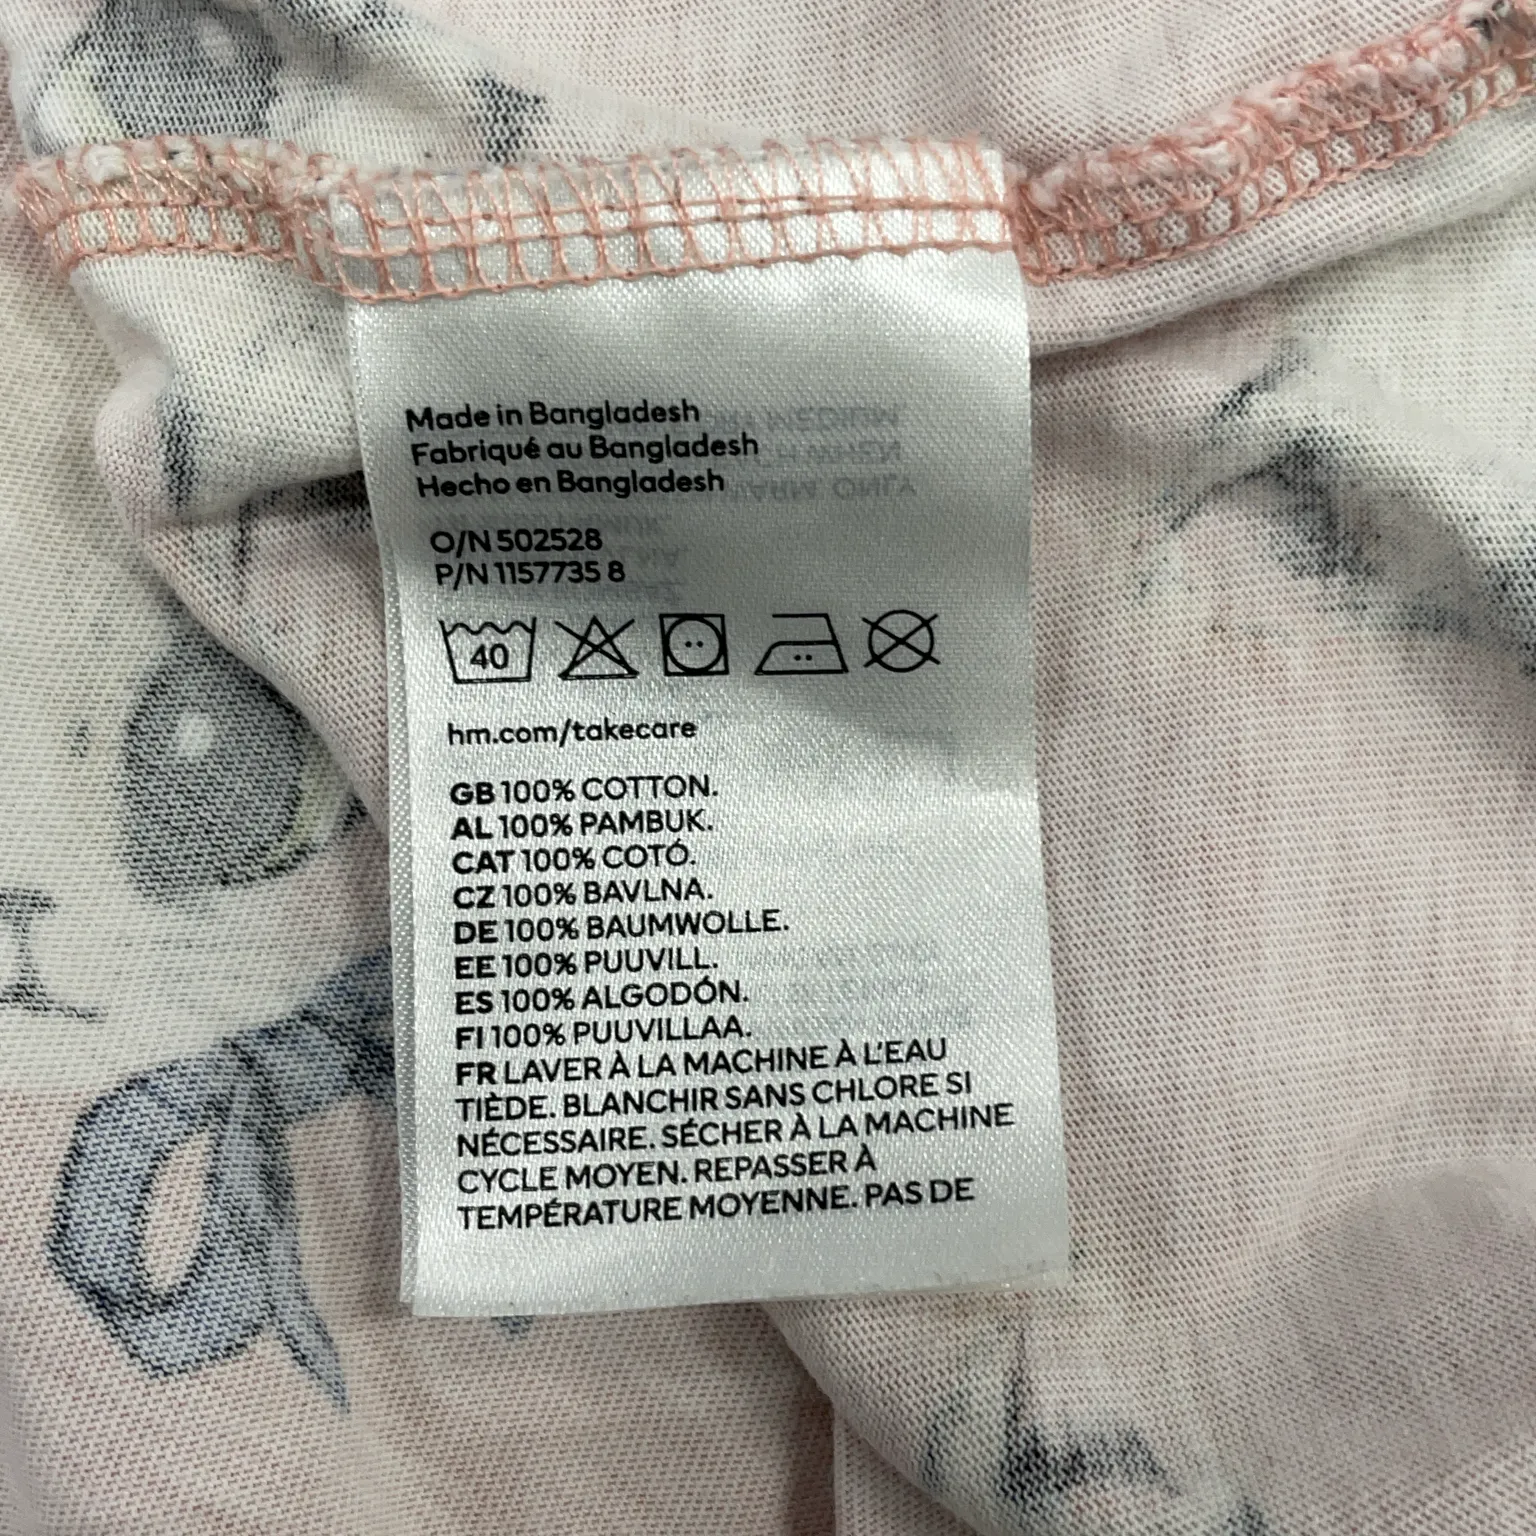 Made in Bangladesh
Fabriqué au Bangladesh
Hecho en Bangladesh
O/N 502528
P/N 1157735 8
40
hm.com/takecare
GB 100% COTTON.
AL 100% PAMBUK.
CAT 100% COTÓ.
CZ 100% BAVLNA.
DE 100% BAUMWOLLE.
EE 100% PUUVILL.
ES 100% ALGODÓN.
FI 100% PUUVILLAA.
FR LAVER À LA MACHINE À L'EAU
TIÈDE. BLANCHIR SANS CHLORE SI
NÉCESSAIRE. SÉCHER À LA MACHINE
CYCLE MOYEN. REPASSER À
TEMPÉRATURE MOYENNE. PAS DE